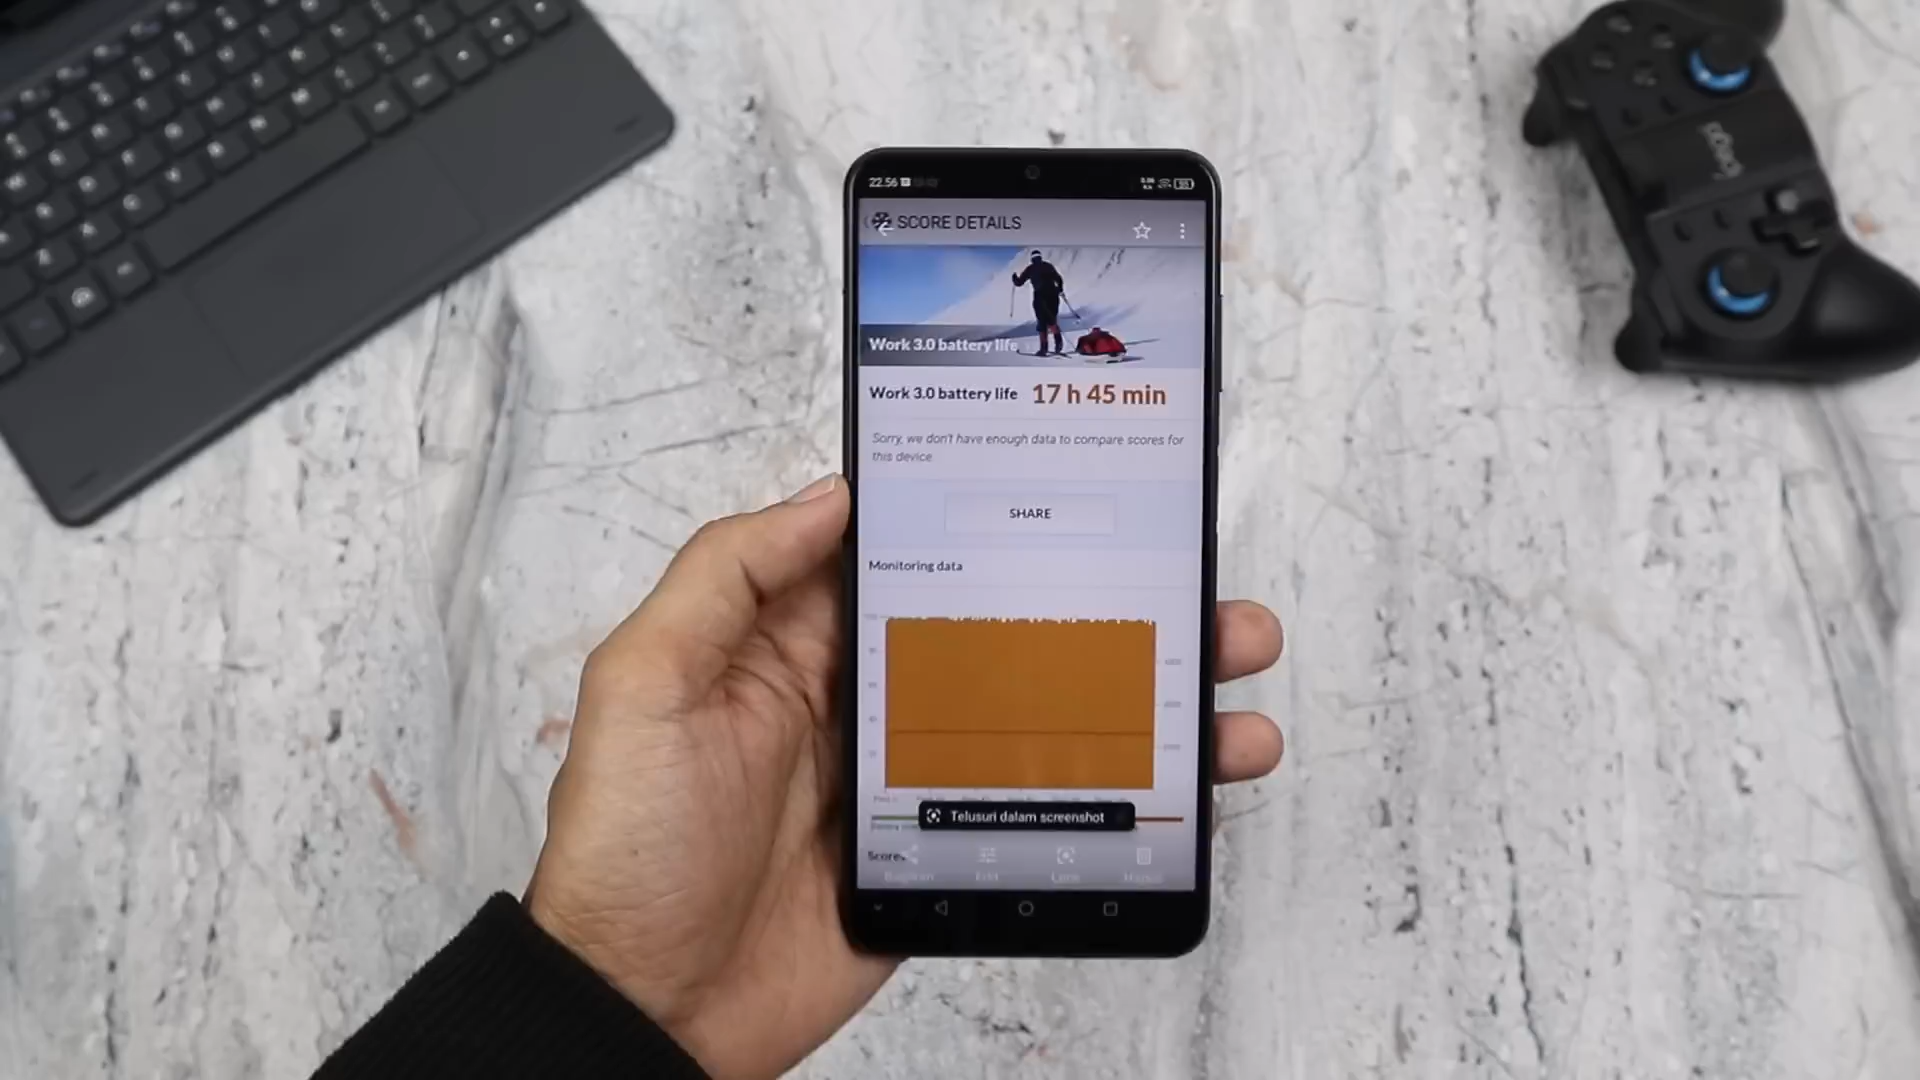 22.56
SCORE DETAILS
Work 3.0 battery life
Work 3.0 battery life 17 h 45 min
Sorry, we don't have enough data to compare scores for
this device
SHARE
Monitoring data
Telusuri dalam screenshot
Scores
Bagikan Edit Lens Hapus
ipega